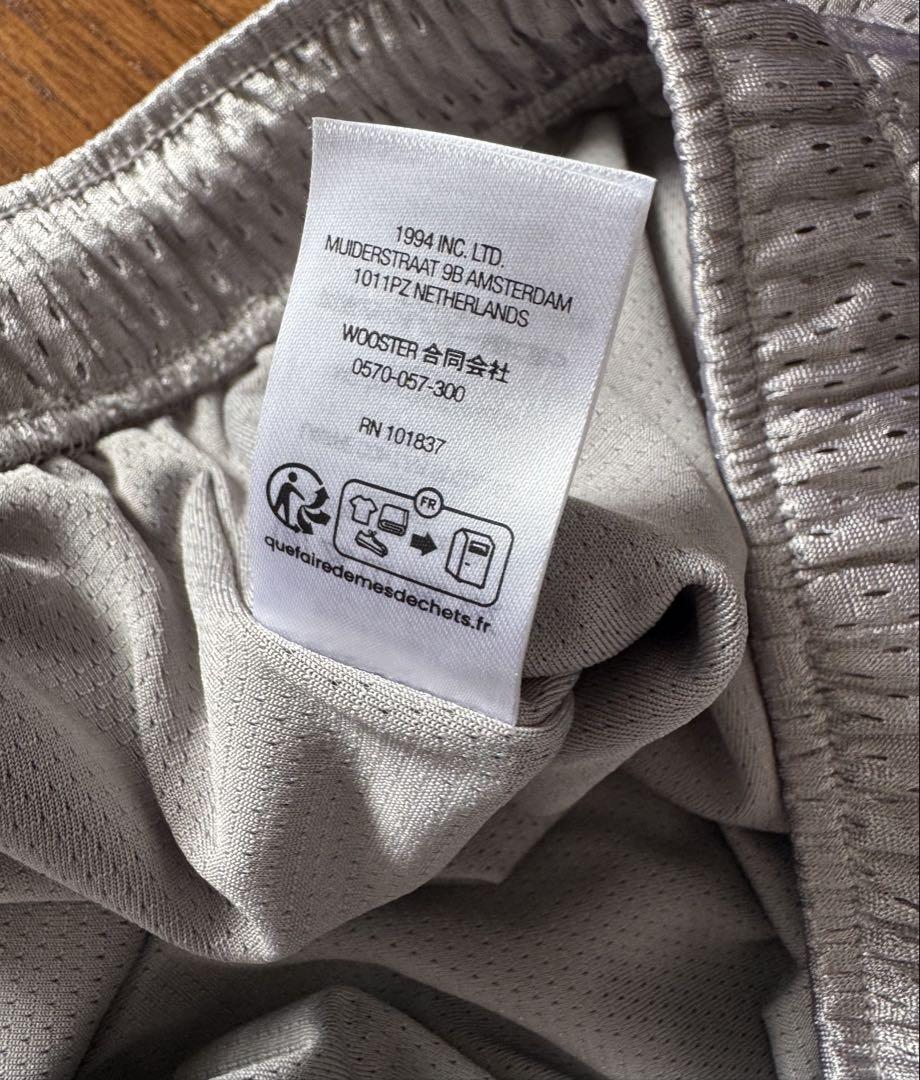 1994 INC. LTD.
MUIDERSTRAAT 9B AMSTERDAM
1011PZ NETHERLANDS
WOOSTER 合同会社
0570-057-300
RN 101837
FR
quefairedemesdechets.fr